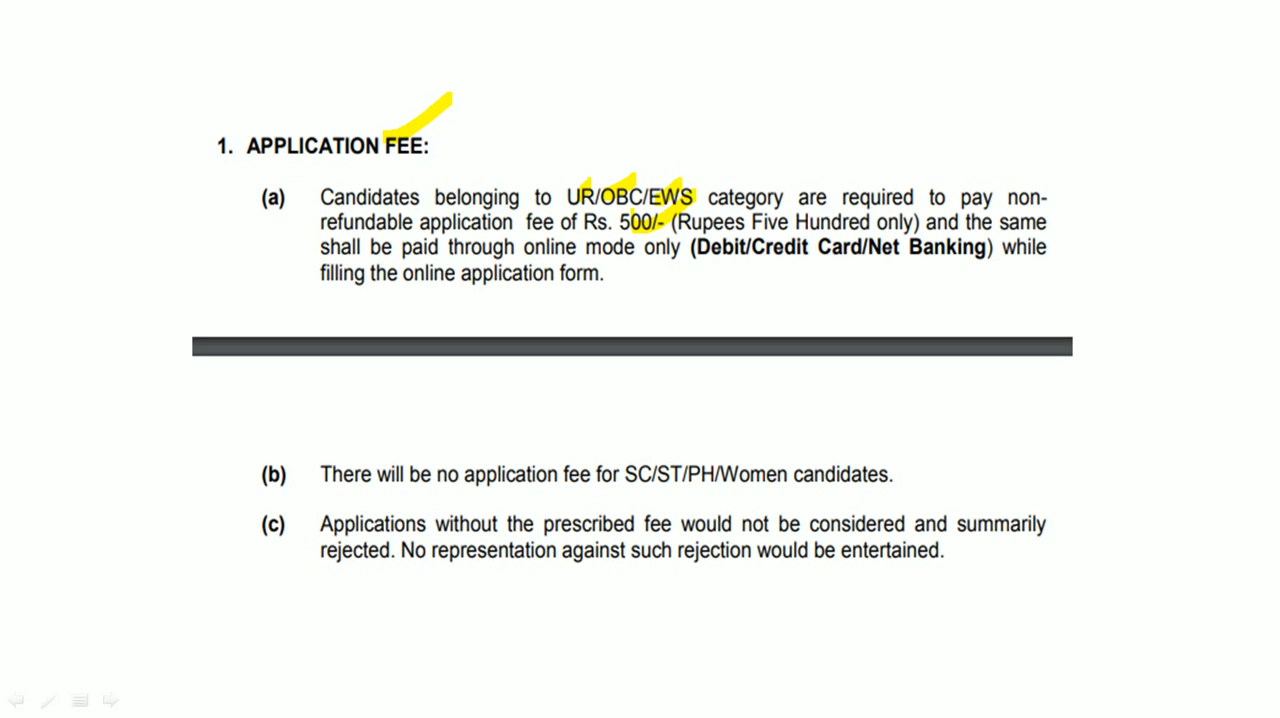 1. APPLICATION FEE:
(a) Candidates belonging to UR/OBC/EWS category are required to pay non-
refundable application fee of Rs. 500/- (Rupees Five Hundred only) and the same
shall be paid through online mode only (Debit/Credit Card/Net Banking) while
filling the online application form.
(b) There will be no application fee for SC/ST/PH/Women candidates.
(c) Applications without the prescribed fee would not be considered and summarily
rejected. No representation against such rejection would be entertained.